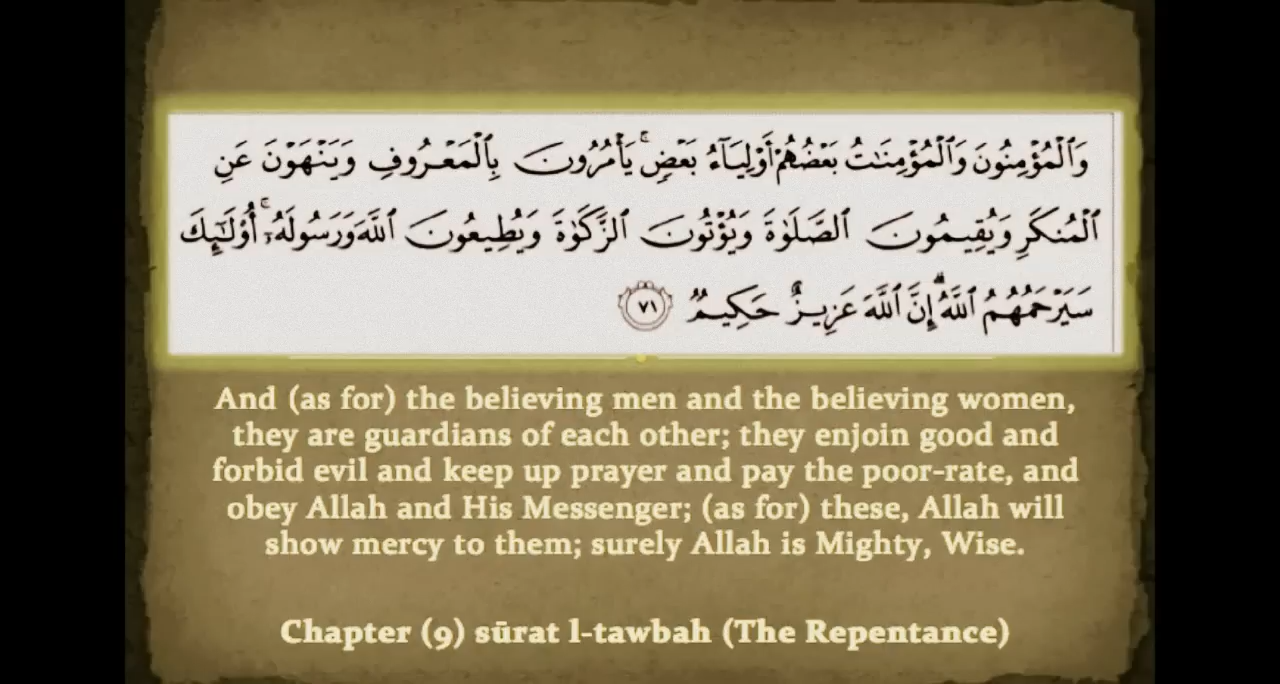 وَٱلْمُؤْمِنُونَ وَٱلْمُؤْمِنَٰتُ بَعْضُهُمْ أَوْلِيَآءُ بَعْضٍۚ يَأْمُرُونَ بِٱلْمَعْرُوفِ وَيَنْهَوْنَ عَنِ
ٱلْمُنكَرِ وَيُقِيمُونَ ٱلصَّلَوٰةَ وَيُؤْتُونَ ٱلزَّكَوٰةَ وَيُطِيعُونَ ٱللَّهَ وَرَسُولَهُۥٓۚ أُو۟لَٰٓئِكَ
سَيَرْحَمُهُمُ ٱللَّهُۗ إِنَّ ٱللَّهَ عَزِيزٌ حَكِيمٌ ٧١
And (as for) the believing men and the believing women,
they are guardians of each other; they enjoin good and
forbid evil and keep up prayer and pay the poor-rate, and
obey Allah and His Messenger; (as for) these, Allah will
show mercy to them; surely Allah is Mighty, Wise.
Chapter (9) sūrat l-tawbah (The Repentance)